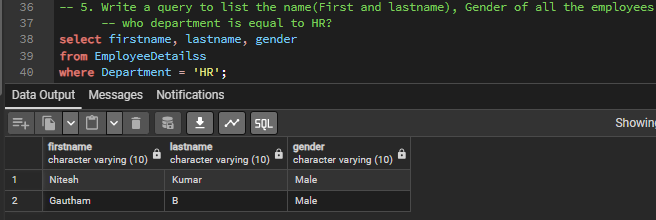 36 -- 5. Write a query to list the name(First and lastname), Gender of all the employees
37 -- who department is equal to HR?
38 select firstname, lastname, gender
39 from EmployeeDetailss
40 where Department = 'HR';
Data Output Messages Notifications
SQL Showing
firstname lastname gender
character varying (10) character varying (10) character varying (10)
1 Nitesh Kumar Male
2 Gautham B Male